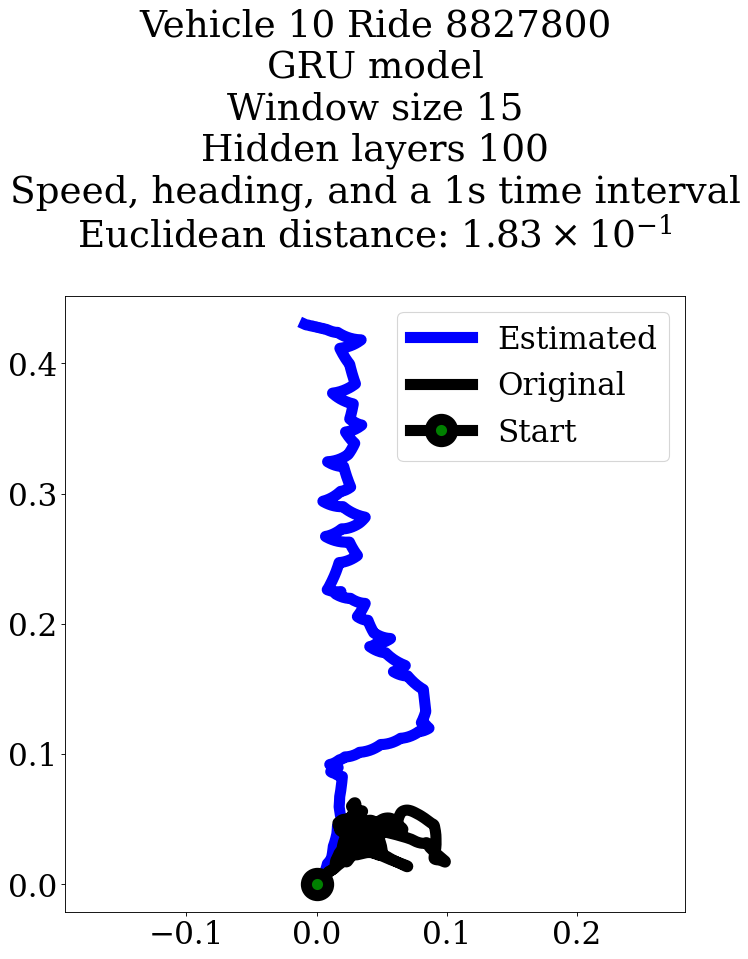 Vehicle 10 Ride 8827800
GRU model
Window size 15
Hidden layers 100
Speed, heading, and a 1s time interval
Euclidean distance: 1.83 × 10⁻¹
Estimated
Original
Start
0.4
0.3
0.2
0.1
0.0
−0.1 0.0 0.1 0.2